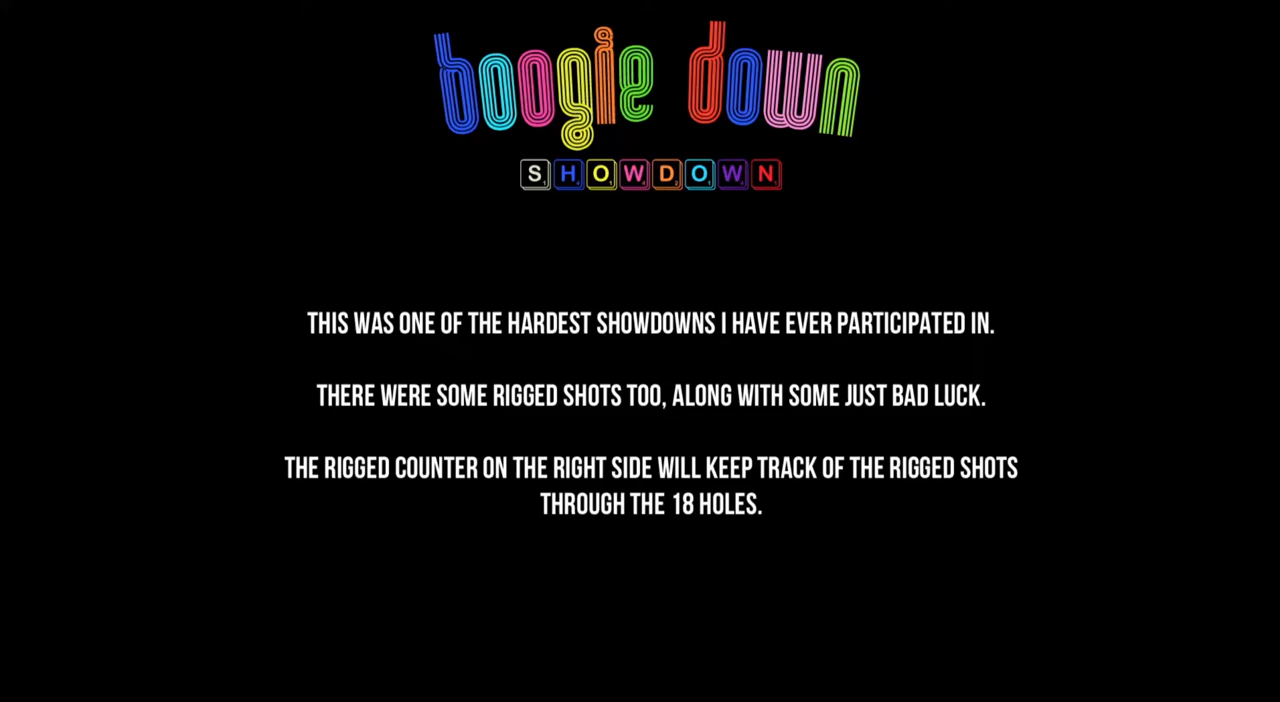 boogie down
SHOWDOWN
THIS WAS ONE OF THE HARDEST SHOWDOWNS I HAVE EVER PARTICIPATED IN.
THERE WERE SOME RIGGED SHOTS TOO, ALONG WITH SOME JUST BAD LUCK.
THE RIGGED COUNTER ON THE RIGHT SIDE WILL KEEP TRACK OF THE RIGGED SHOTS
THROUGH THE 18 HOLES.